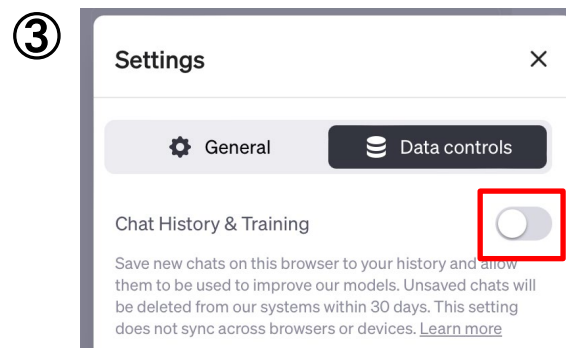 ③
Settings
General
Data controls
Chat History & Training
Save new chats on this browser to your history and allow
them to be used to improve our models. Unsaved chats will
be deleted from our systems within 30 days. This setting
does not sync across browsers or devices. Learn more